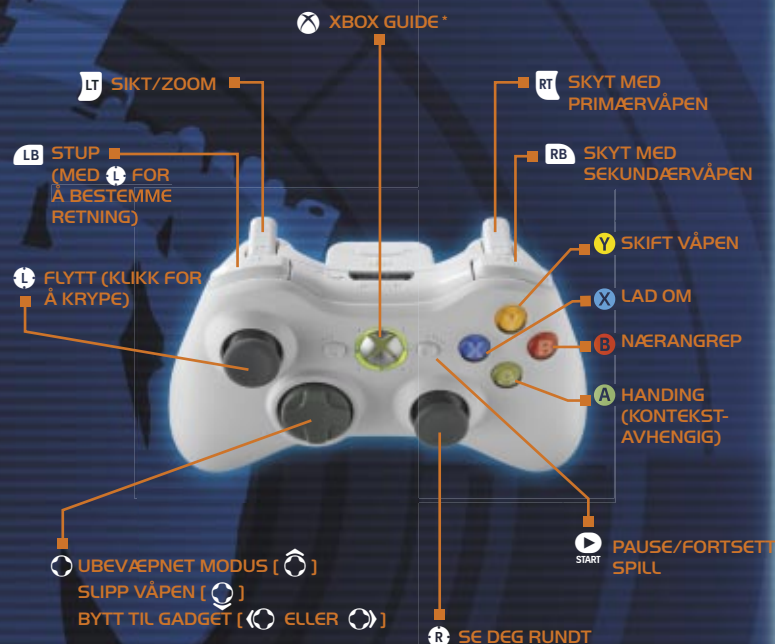 XBOX GUIDE*
LT SIKT/ZOOM
LB STUP
(MED L FOR
Å BESTEMME
RETNING)
L FLYTT (KLIKK FOR
Å KRYPE)
RT SKYT MED
PRIMÆRVÅPEN
RB SKYT MED
SEKUNDÆRVÅPEN
Y SKIFT VÅPEN
X LAD OM
B NÆRANGREP
A HANDING
(KONTEKST-
AVHENGIG)
START PAUSE/FORTSETT
SPILL
UBEVÆPNET MODUS [ ]
SLIPP VÅPEN [ ]
BYTT TIL GADGET [ ELLER ]
R SE DEG RUNDT
X
B